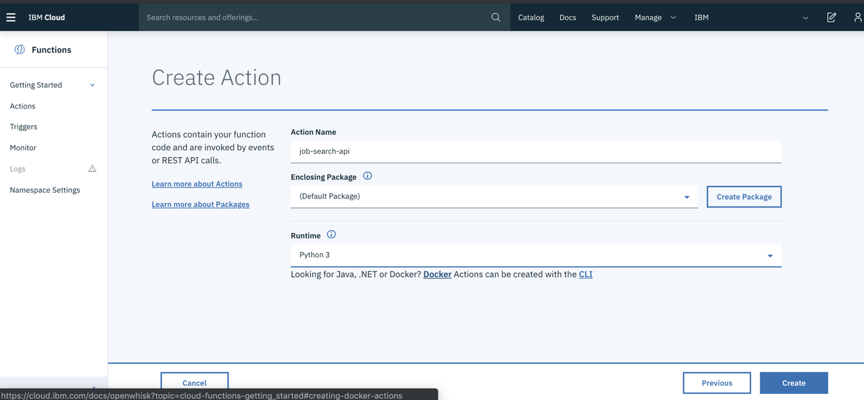 IBM Cloud
Search resources and offerings...
Catalog
Docs
Support
Manage
IBM
Functions
Getting Started
Actions
Triggers
Monitor
Logs
Namespace Settings
Create Action
Actions contain your function
code and are invoked by events
or REST API calls.
Learn more about Actions
Learn more about Packages
Action Name
job-search-api
Enclosing Package
(Default Package)
Create Package
Runtime
Python 3
Looking for Java, .NET or Docker? Docker Actions can be created with the CLI
Cancel
Previous
Create
https://cloud.ibm.com/docs/openwhisk?topic=cloud-functions-getting_started#creating-docker-actions